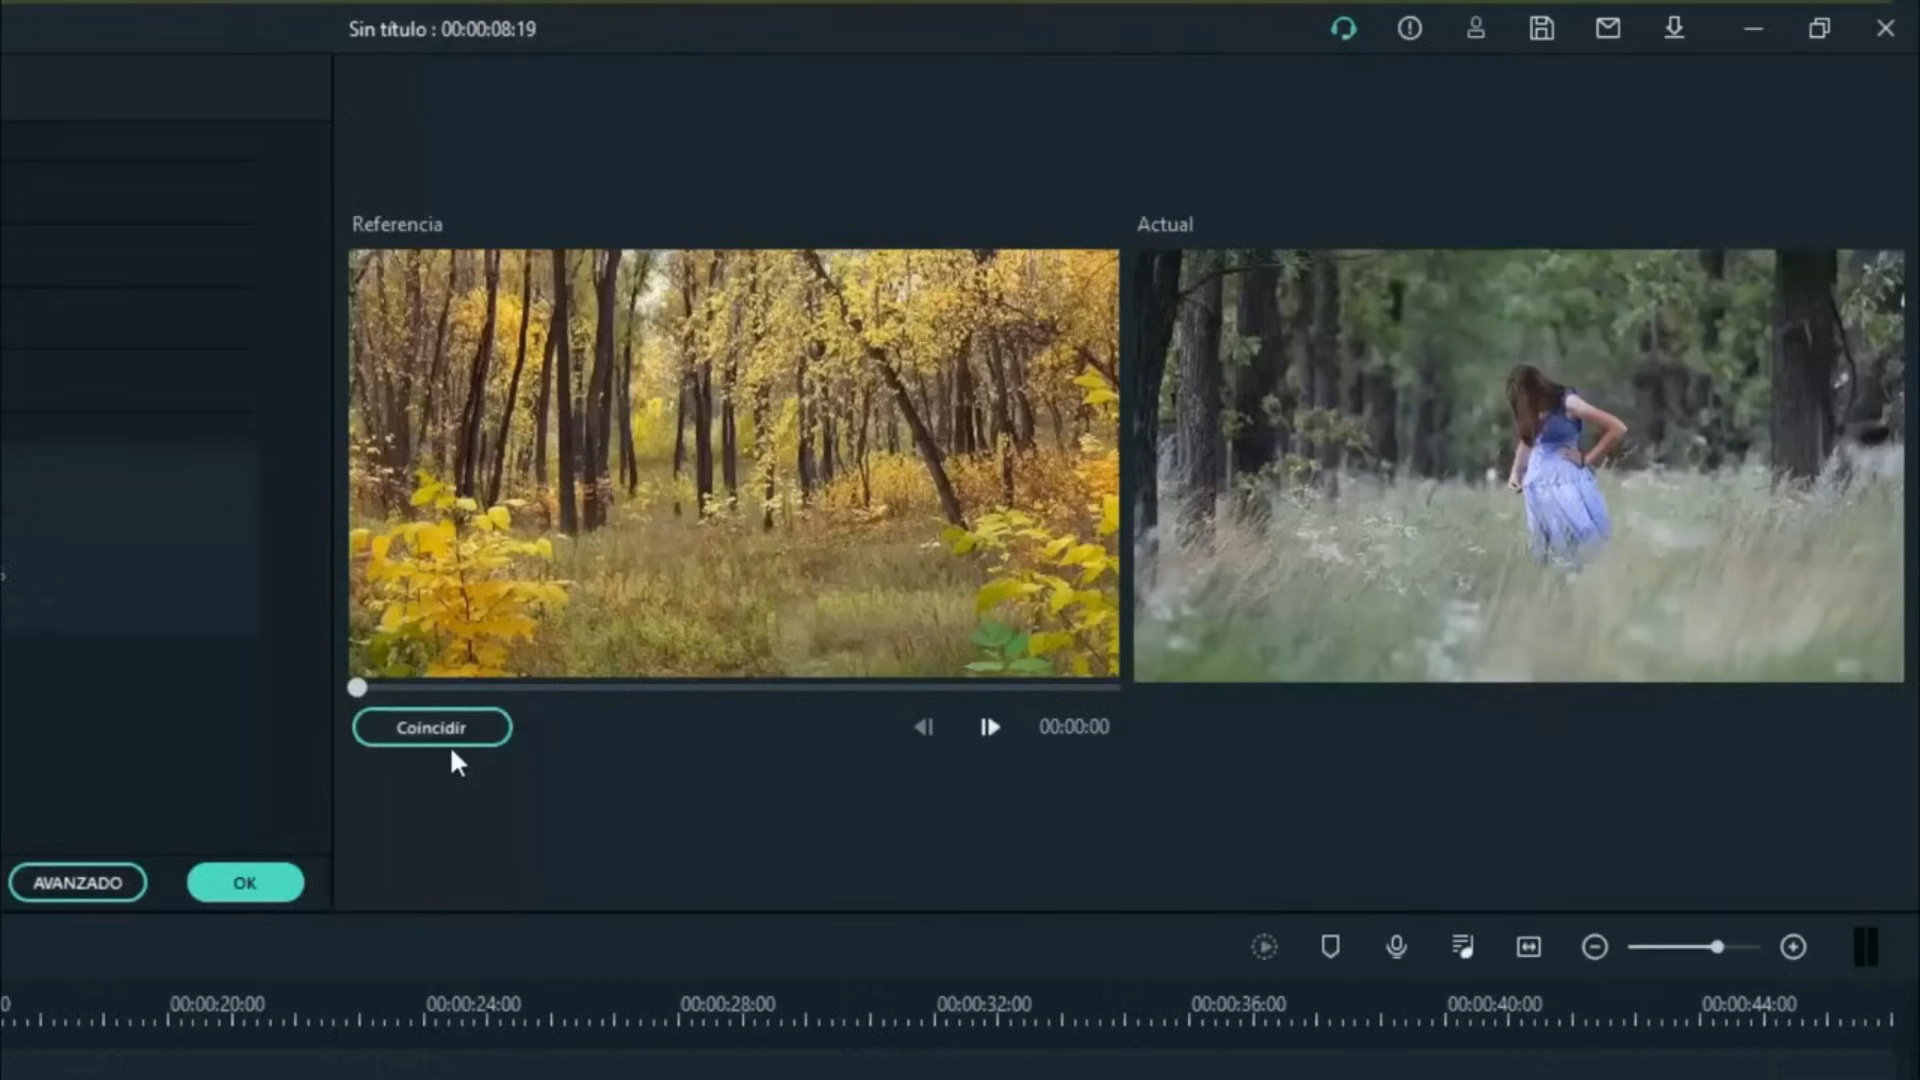 Sin título : 00:00:08:19
Referencia
Actual
Coincidir
00:00:00
AVANZADO
OK
0
00:00:20:00
00:00:24:00
00:00:28:00
00:00:32:00
00:00:36:00
00:00:40:00
00:00:44:00